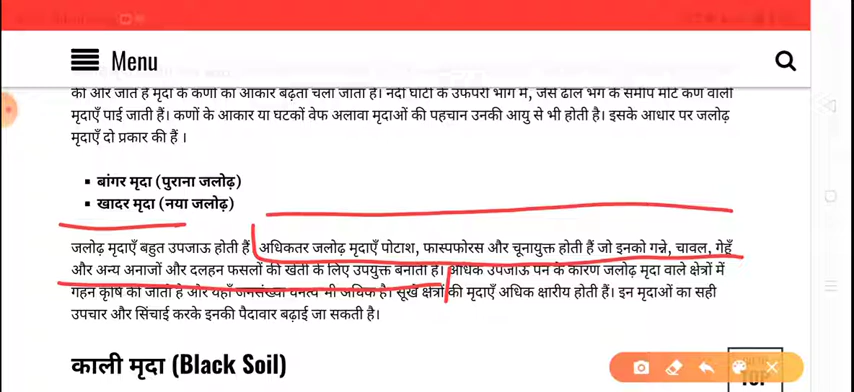 Menu
की ओर जाते हैं मृदा के कणों का आकार बढ़ता चला जाता है। नदी घाटी के उफपरी भाग में, जैसे ढाल भंग के समीप मोटे कण वाली
मृदाएँ पाई जाती हैं। कणों के आकार या घटकों वेफ अलावा मृदाओं की पहचान उनकी आयु से भी होती है। इसके आधार पर जलोढ़
मृदाएँ दो प्रकार की हैं ।
▪ बांगर मृदा (पुराना जलोढ़)
▪ खादर मृदा (नया जलोढ़)
जलोढ़ मृदाएँ बहुत उपजाऊ होती हैं अधिकतर जलोढ़ मृदाएँ पोटाश, फास्पफोरस और चूनायुक्त होती हैं जो इनको गन्ने, चावल, गेहूँ
और अन्य अनाजों और दलहन फसलों की खेती के लिए उपयुक्त बनाती है। अधिक उपजाऊ पन के कारण जलोढ़ मृदा वाले क्षेत्रों में
गहन कृषि की जाती है और यहाँ जनसंख्या घनत्व भी अधिक है। सूखे क्षेत्रों की मृदाएँ अधिक क्षारीय होती हैं। इन मृदाओं का सही
उपचार और सिंचाई करके इनकी पैदावार बढ़ाई जा सकती है।
काली मृदा (Black Soil)
TOP